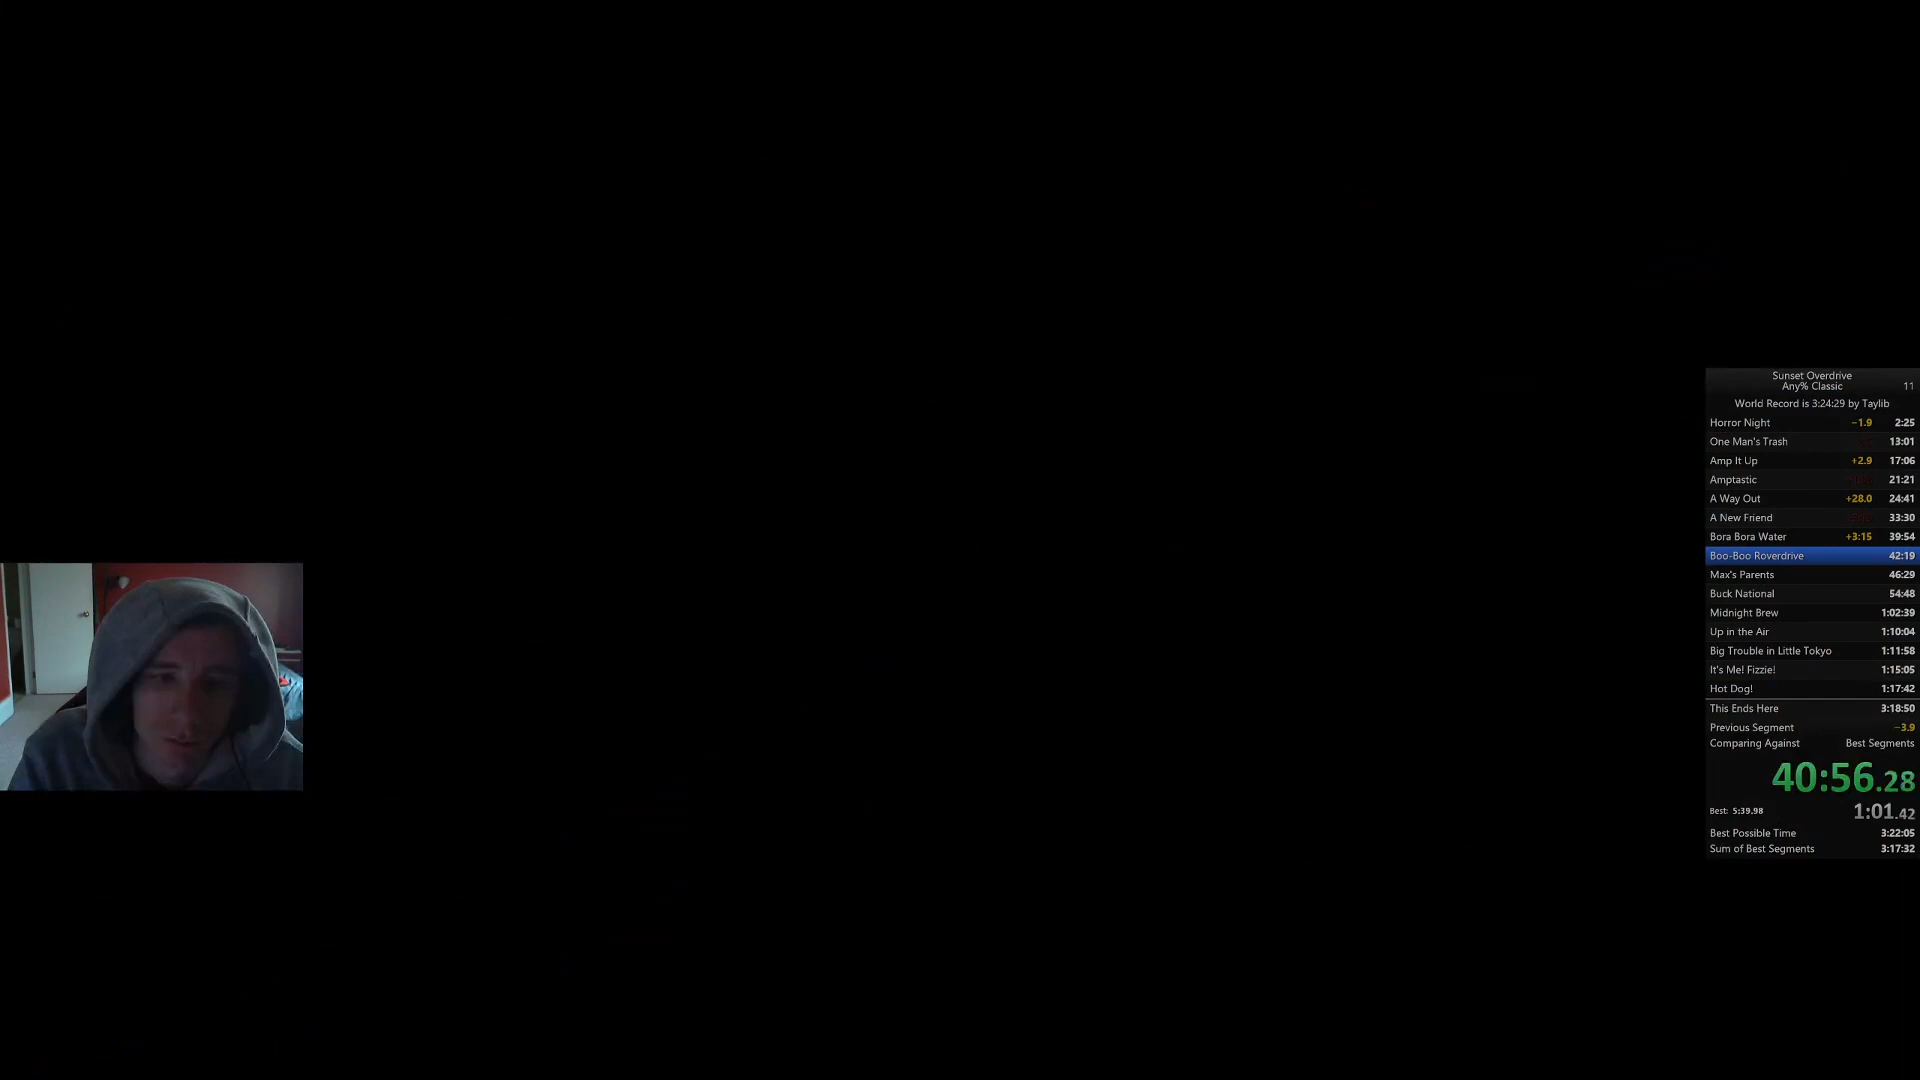 Sunset Overdrive
Any% Classic 11
World Record is 3:24:29 by Taylib
Horror Night −1.9 2:25
One Man's Trash 13:01
Amp It Up +2.9 17:06
Amptastic 21:21
A Way Out +28.0 24:41
A New Friend 33:30
Bora Bora Water +3:15 39:54
Boo-Boo Roverdrive 42:19
Max's Parents 46:29
Buck National 54:48
Midnight Brew 1:02:39
Up in the Air 1:10:04
Big Trouble in Little Tokyo 1:11:58
It's Me! Fizzie! 1:15:05
Hot Dog! 1:17:42
This Ends Here 3:18:50
Previous Segment −3.9
Comparing Against Best Segments
40:56.28
Best: 5:39.98 1:01.42
Best Possible Time 3:22:05
Sum of Best Segments 3:17:32